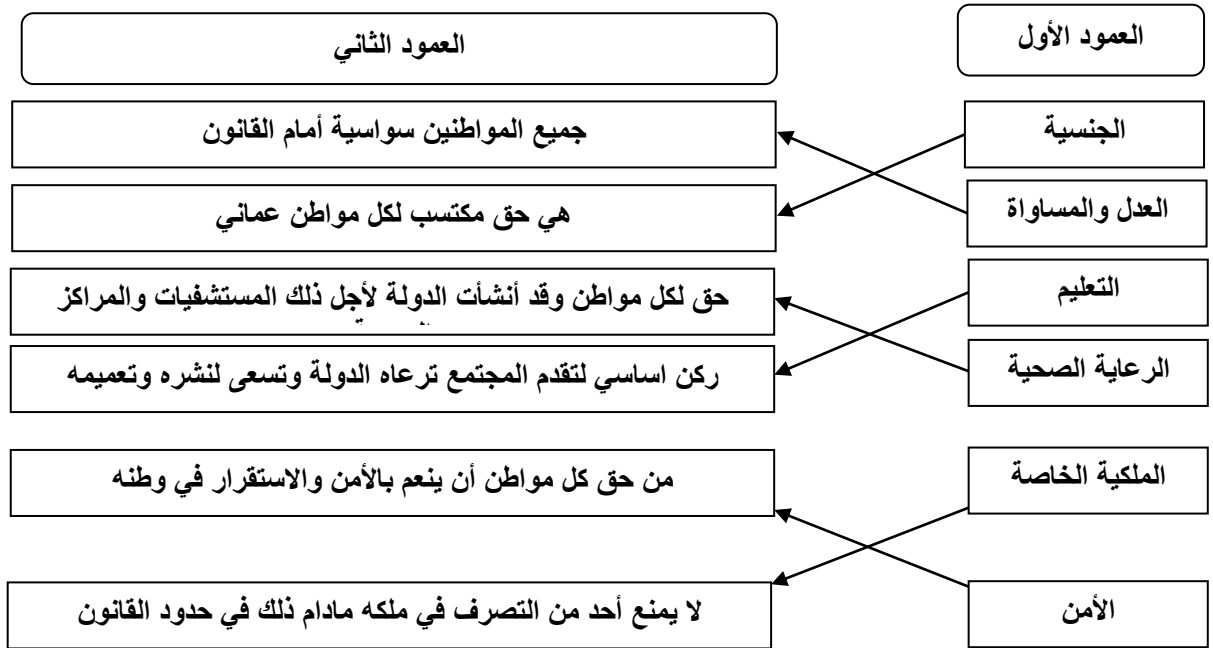 العمود الأول
العمود الثاني
الجنسية
جميع المواطنين سواسية أمام القانون
العدل والمساواة
هي حق مكتسب لكل مواطن عماني
التعليم
حق لكل مواطن وقد أنشأت الدولة لأجل ذلك المستشفيات والمراكز
الرعاية الصحية
ركن اساسي لتقدم المجتمع ترعاه الدولة وتسعى لنشره وتعميمه
الملكية الخاصة
من حق كل مواطن أن ينعم بالأمن والاستقرار في وطنه
الأمن
لا يمنع أحد من التصرف في ملكه مادام ذلك في حدود القانون